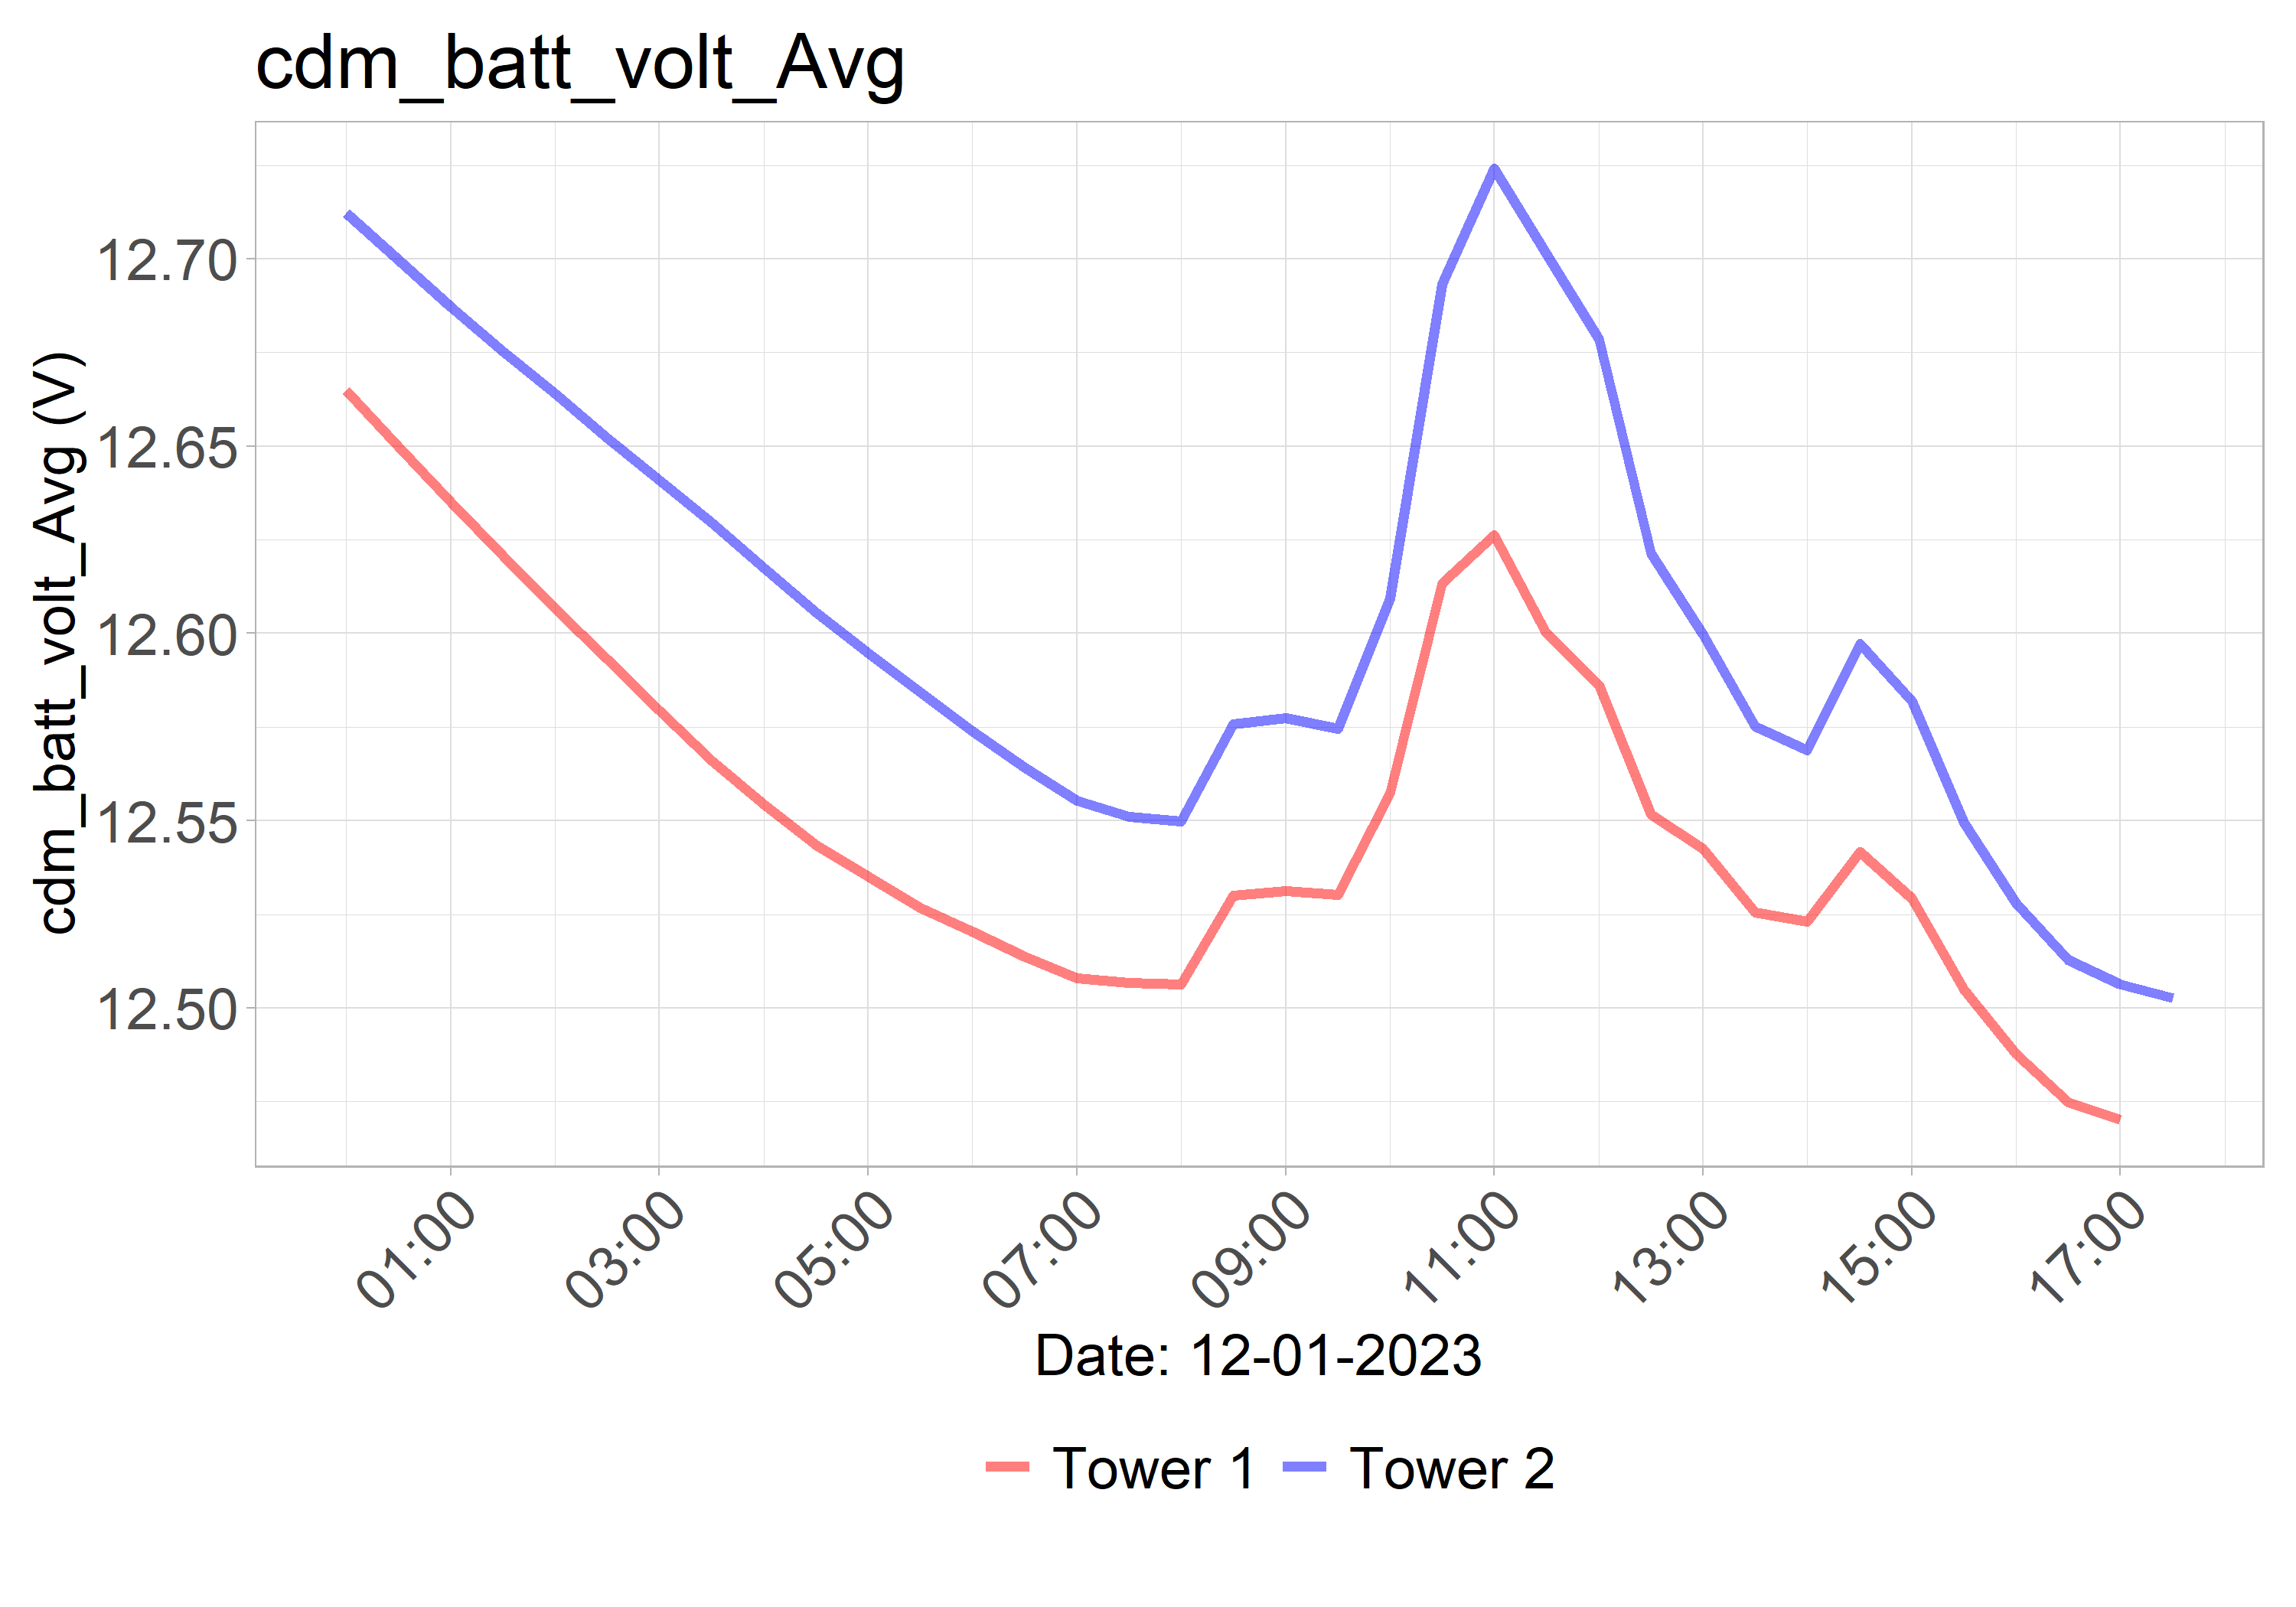 cdm_batt_volt_Avg
cdm_batt_volt_Avg (V)
12.70
12.65
12.60
12.55
12.50
01:00 03:00 05:00 07:00 09:00 11:00 13:00 15:00 17:00
Date: 12-01-2023
Tower 1 Tower 2